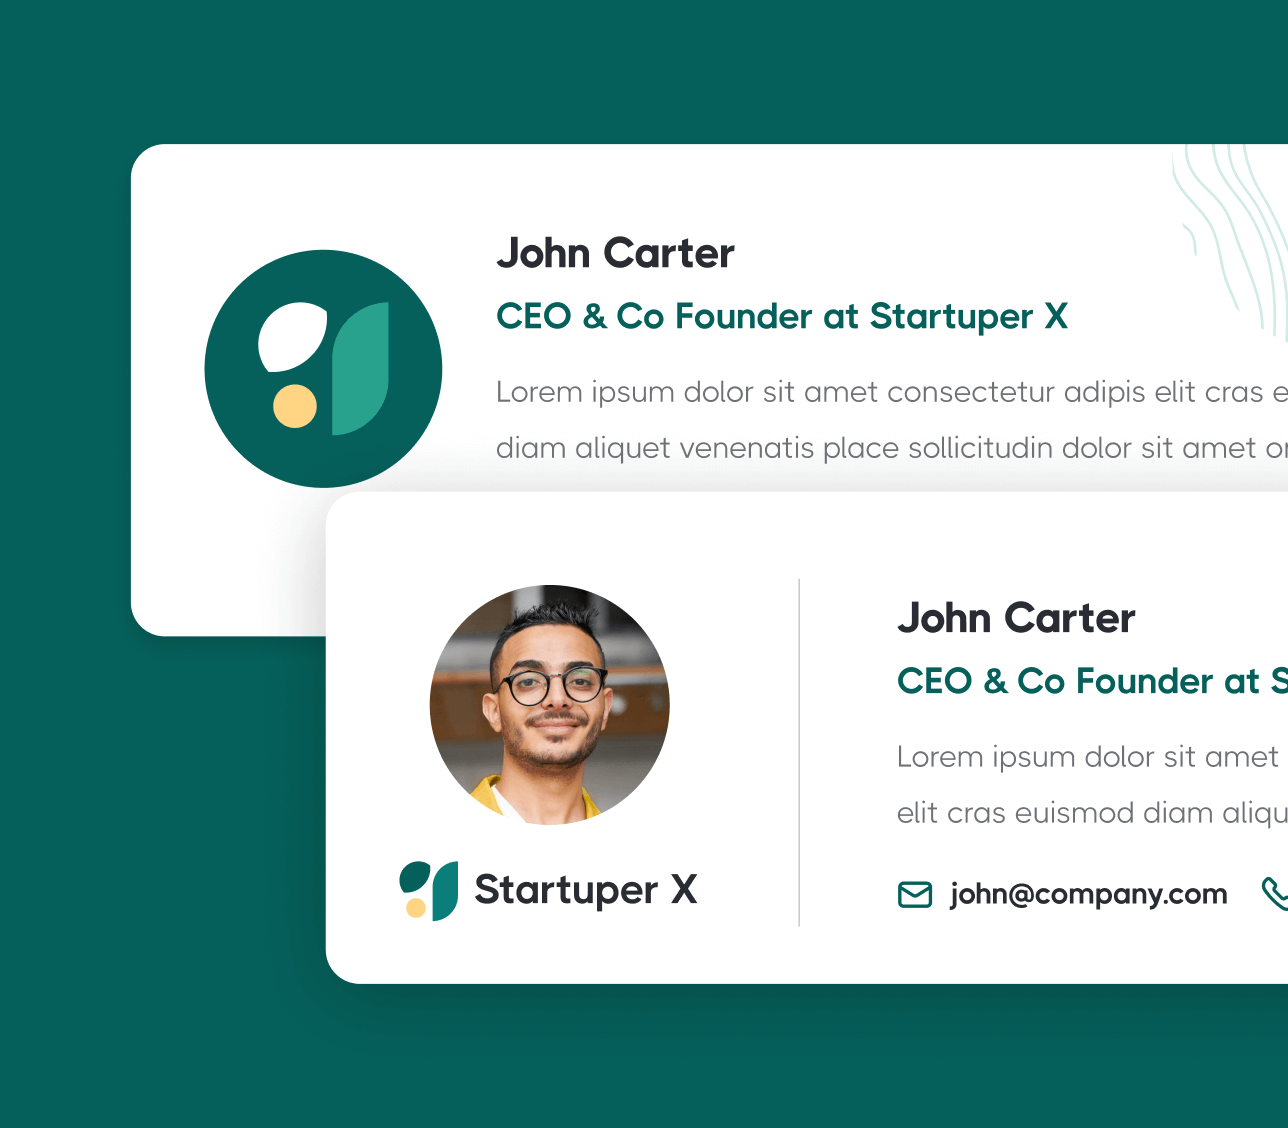 John Carter
CEO & Co Founder at Startuper X
Lorem ipsum dolor sit amet consectetur adipis elit cras
diam aliquet venenatis place sollicitudin dolor sit amet
John Carter
CEO & Co Founder at
Lorem ipsum dolor sit amet
elit cras euismod diam
Startuper X
john@company.com